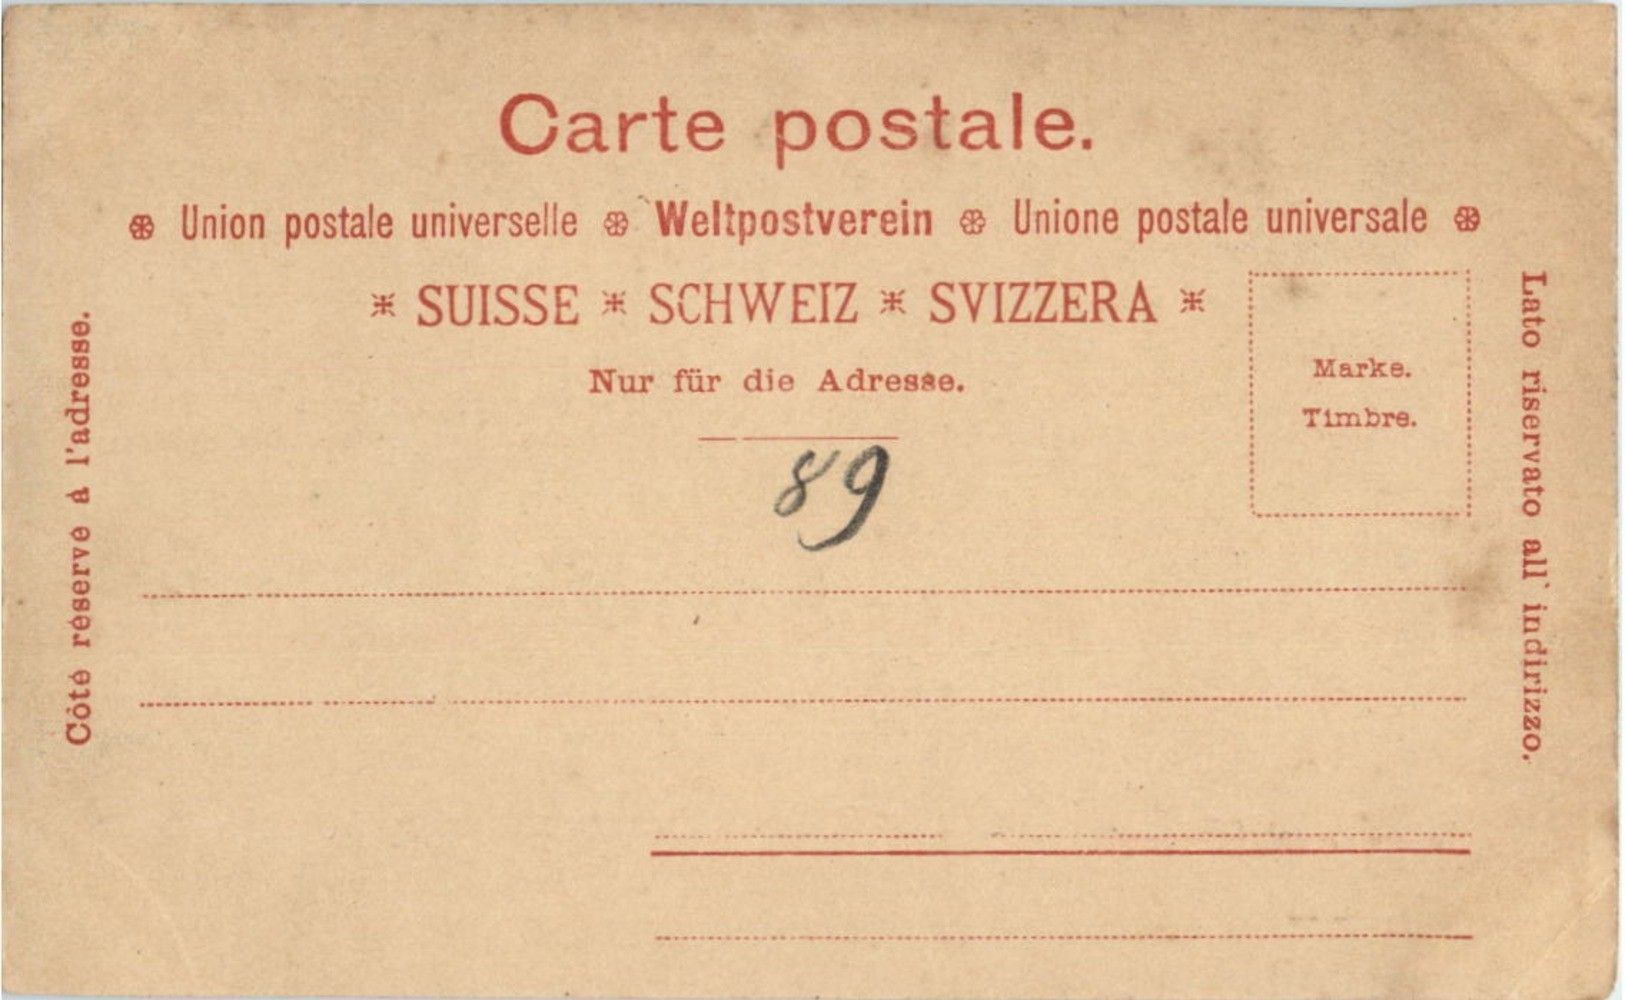 Carte postale.
Union postale universelle Weltpostverein Unione postale universale
SUISSE * SCHWEIZ * SVIZZERA
Nur für die Adresse.
Marke.
Timbre.
89
Côté réservé à l'adresse.
Lato riservato all' indirizzo.